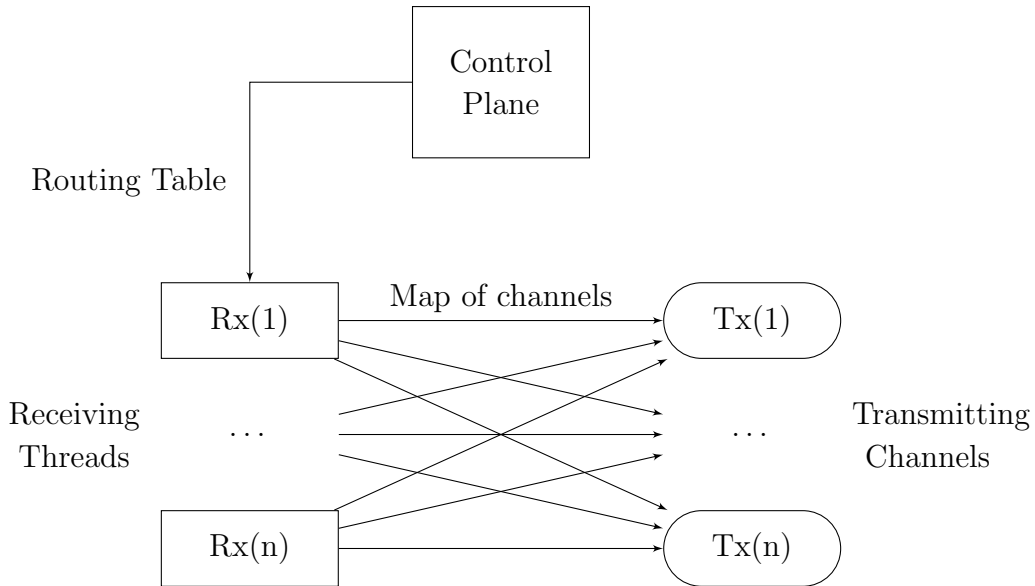 Control
Plane
Routing Table
Map of channels
Rx(1)
Tx(1)
Receiving
Threads
...
...
Transmitting
Channels
Rx(n)
Tx(n)